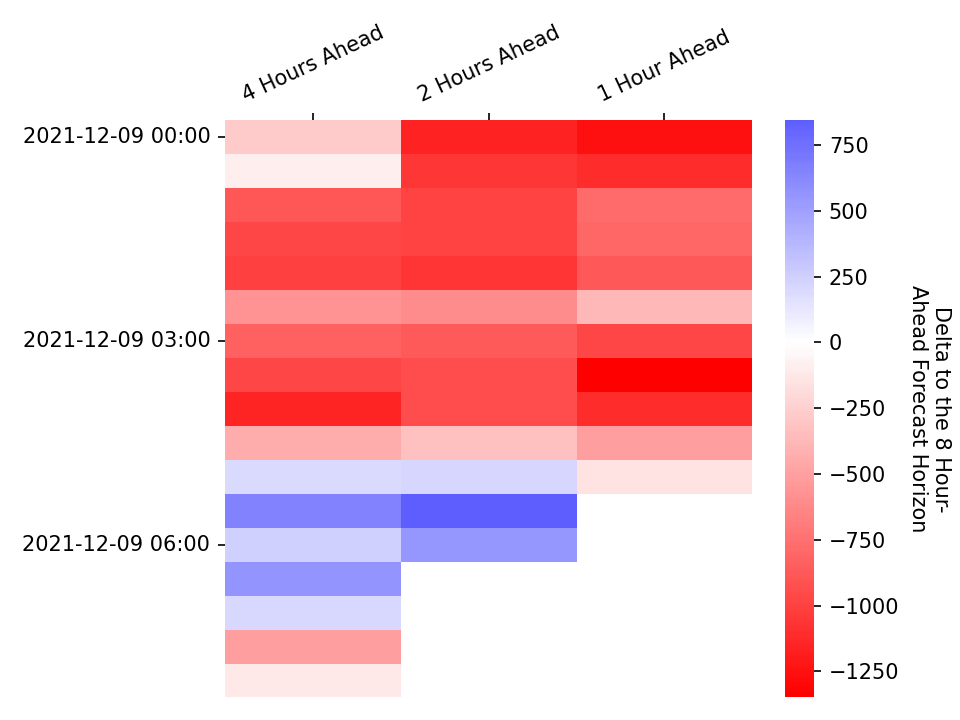 4 Hours Ahead
2 Hours Ahead
1 Hour Ahead
2021-12-09 00:00
2021-12-09 03:00
2021-12-09 06:00
750
500
250
0
−250
−500
−750
−1000
−1250
Delta to the 8 Hour-
Ahead Forecast Horizon